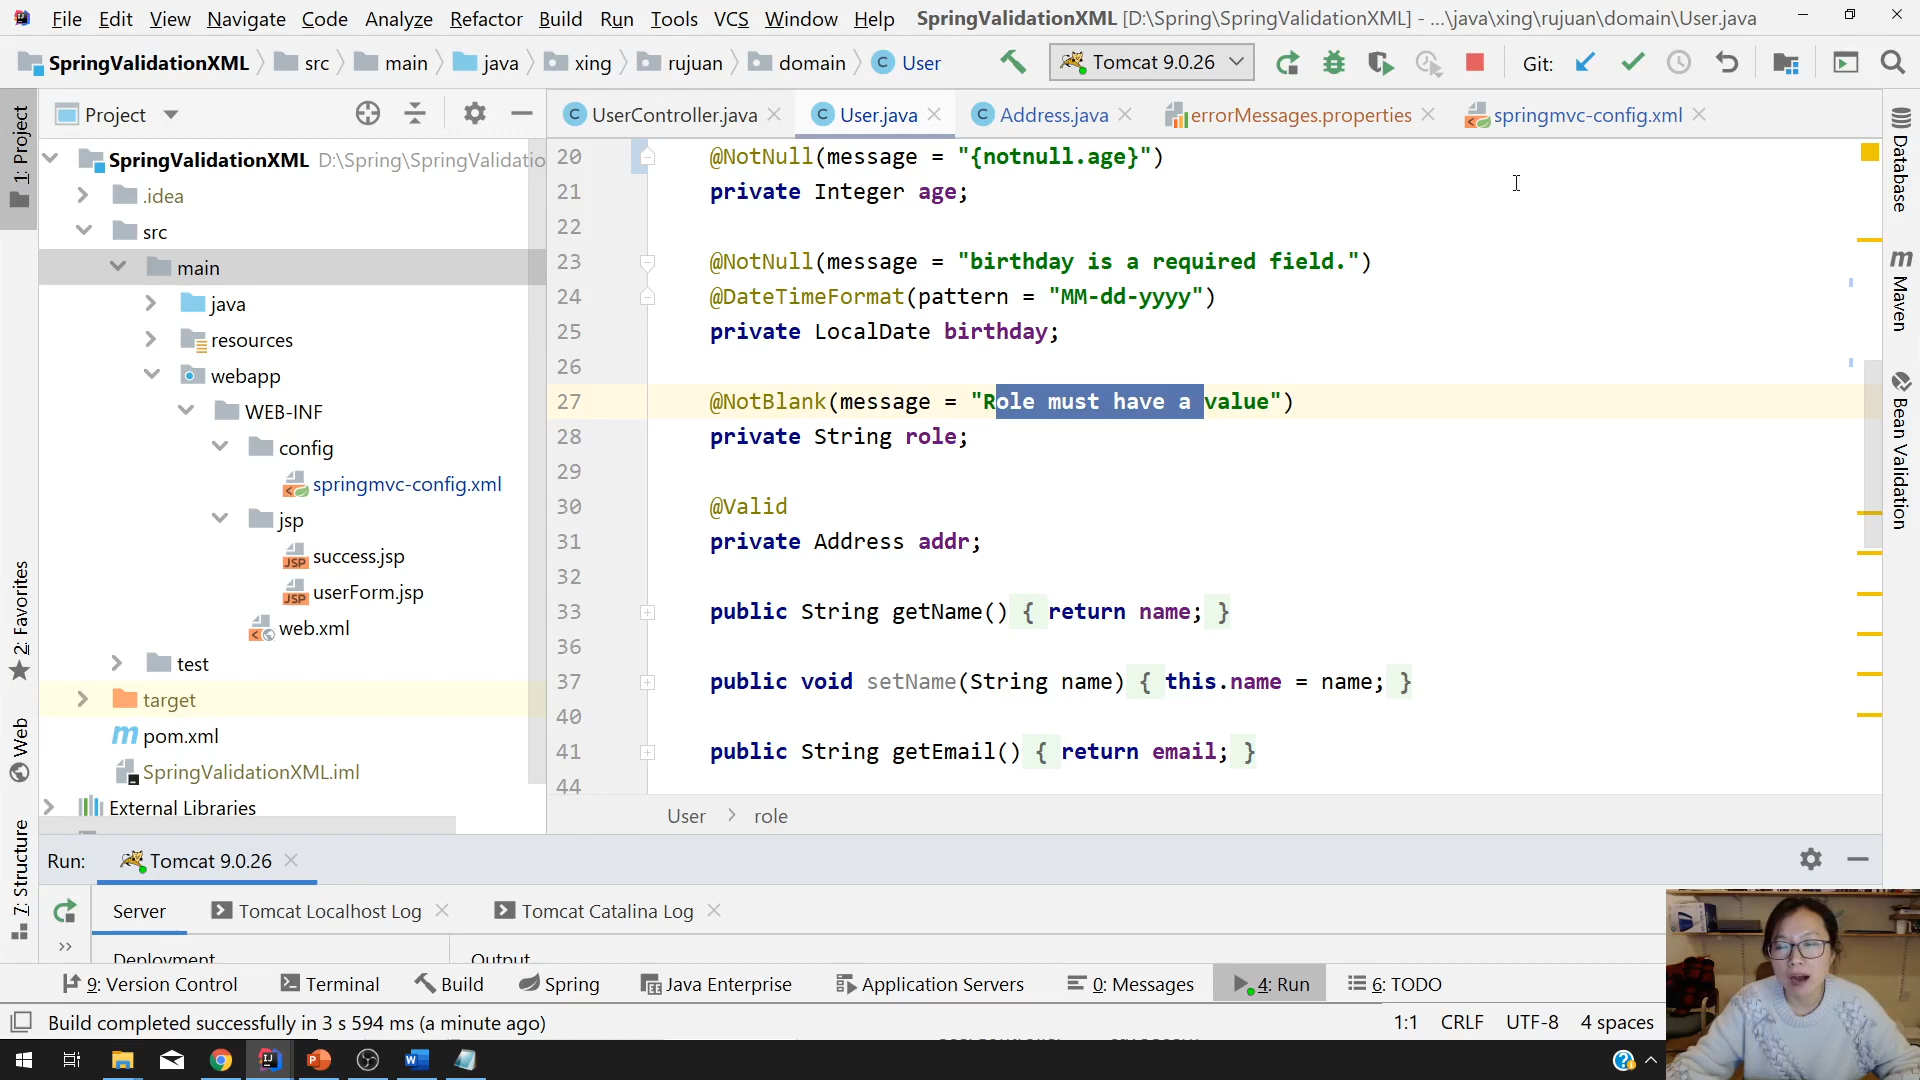 File Edit View Navigate Code Analyze Refactor Build Run Tools VCS Window Help SpringValidationXML [D:\Spring\SpringValidationXML] - ...\java\xing\rujuan\domain\User.java
SpringValidationXML src main java xing rujuan domain User Tomcat 9.0.26 Git:
1: Project
Project
UserController.java User.java Address.java errorMessages.properties springmvc-config.xml
SpringValidationXML D:\Spring\SpringValidatio
.idea
src
main
java
resources
webapp
WEB-INF
config
springmvc-config.xml
jsp
success.jsp
userForm.jsp
web.xml
test
target
pom.xml
SpringValidationXML.iml
External Libraries
20 @NotNull(message = "{notnull.age}")
21 private Integer age;
22
23 @NotNull(message = "birthday is a required field.")
24 @DateTimeFormat(pattern = "MM-dd-yyyy")
25 private LocalDate birthday;
26
27 @NotBlank(message = "Role must have a value")
28 private String role;
29
30 @Valid
31 private Address addr;
32
33 public String getName() { return name; }
36
37 public void setName(String name) { this.name = name; }
40
41 public String getEmail() { return email; }
44
User role
Database
Maven
Bean Validation
2: Favorites
Web
7: Structure
Run: Tomcat 9.0.26
Server Tomcat Localhost Log Tomcat Catalina Log
Deployment Output
9: Version Control Terminal Build Spring Java Enterprise Application Servers 0: Messages 4: Run 6: TODO
Build completed successfully in 3 s 594 ms (a minute ago) 1:1 CRLF UTF-8 4 spaces